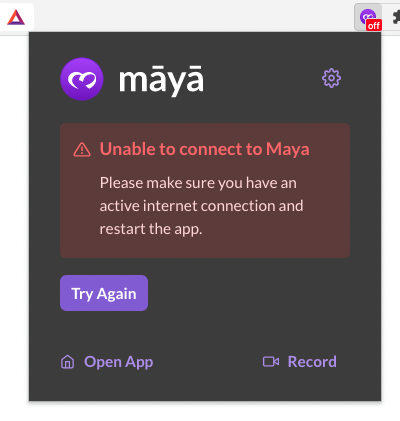 off
māyā
Unable to connect to Maya
Please make sure you have an
active internet connection and
restart the app.
Try Again
Open App
Record